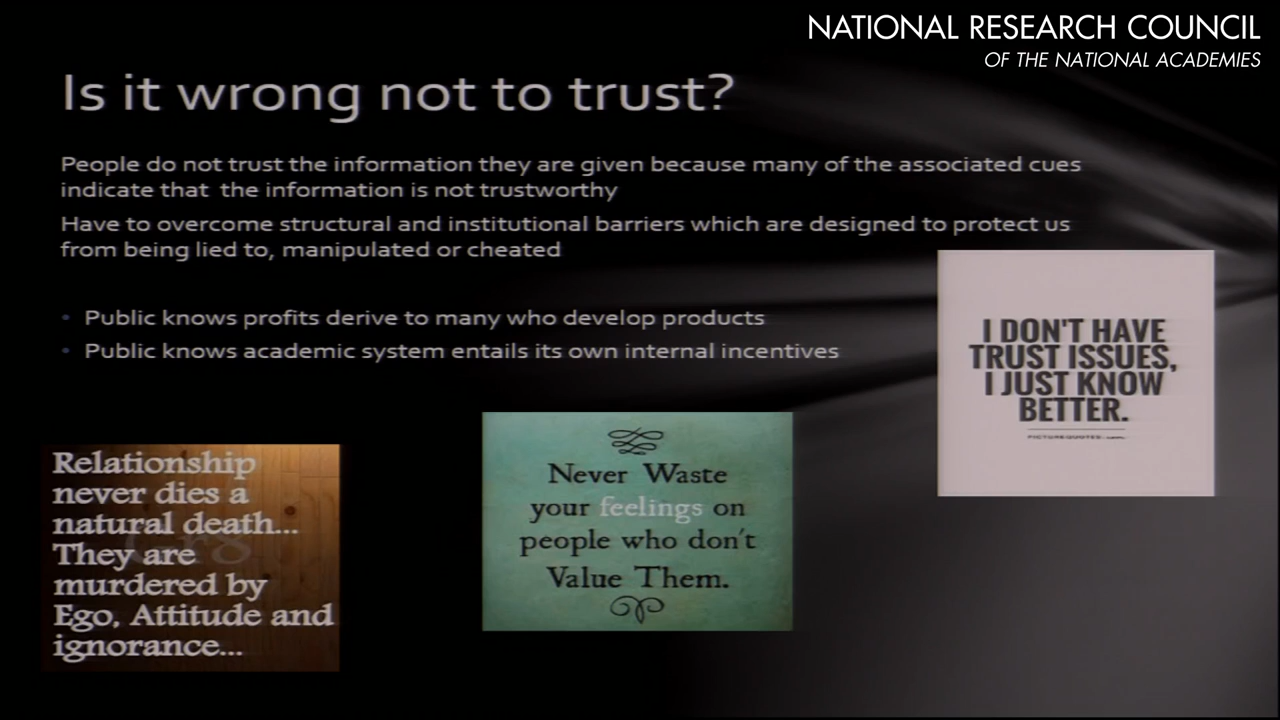 NATIONAL RESEARCH COUNCIL
OF THE NATIONAL ACADEMIES
Is it wrong not to trust?
People do not trust the information they are given because many of the associated cues
indicate that the information is not trustworthy
Have to overcome structural and institutional barriers which are designed to protect us
from being lied to, manipulated or cheated
• Public knows profits derive to many who develop products
• Public knows academic system entails its own internal incentives
I DON'T HAVE
TRUST ISSUES,
I JUST KNOW
BETTER.
Relationship
never dies a
natural death...
They are
murdered by
Ego, Attitude and
ignorance...
Never Waste
your feelings on
people who don't
Value Them.